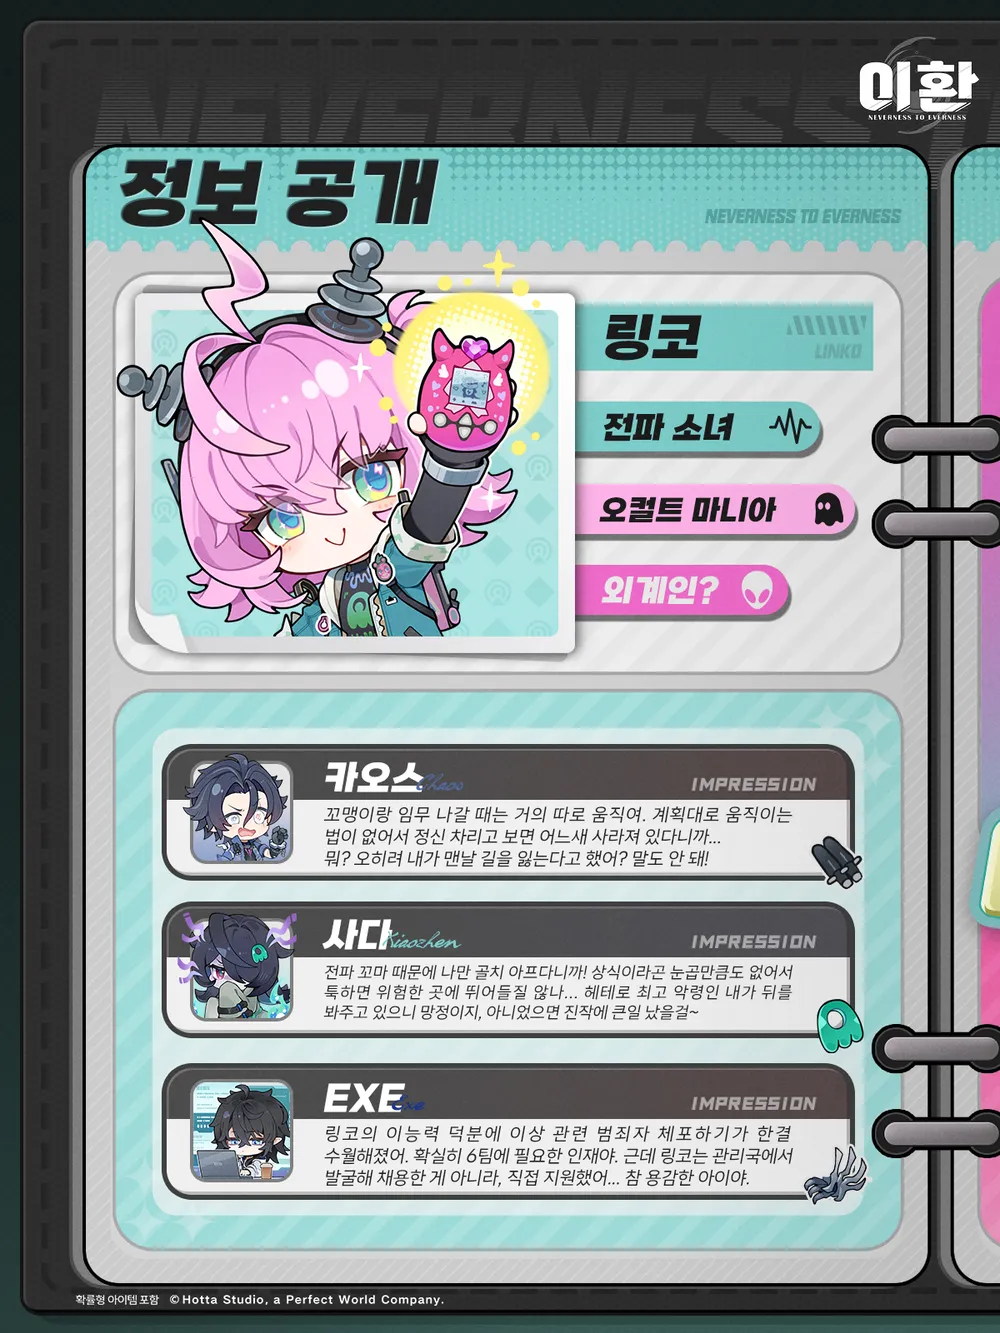 NEVERNESS
이환
NEVERNESS TO EVERNESS
정보 공개
NEVERNESS TO EVERNESS
링코
LINKO
전파 소녀
오컬트 마니아
외계인?
카오스
Chaos
IMPRESSION
꼬맹이랑 임무 나갈 때는 거의 따로 움직여. 계획대로 움직이는
법이 없어서 정신 차리고 보면 어느새 사라져 있다니까...
뭐? 오히려 내가 맨날 길을 잃는다고 했어? 말도 안 돼!
사다
Xiaozhen
IMPRESSION
전파 꼬마 때문에 나만 골치 아프다니까! 상식이라곤 눈곱만큼도 없어서
툭하면 위험한 곳에 뛰어들질 않나... 헤테로 최고 악령인 내가 뒤를
봐주고 있으니 망정이지, 아니었으면 진작에 큰일 났을걸~
EXE
Exe
IMPRESSION
링코의 이능력 덕분에 이상 관련 범죄자 체포하기가 한결
수월해졌어. 확실히 6팀에 필요한 인재야. 근데 링코는 관리국에서
발굴해 채용한 게 아니라, 직접 지원했어... 참 용감한 아이야.
확률형 아이템 포함 © Hotta Studio, a Perfect World Company.